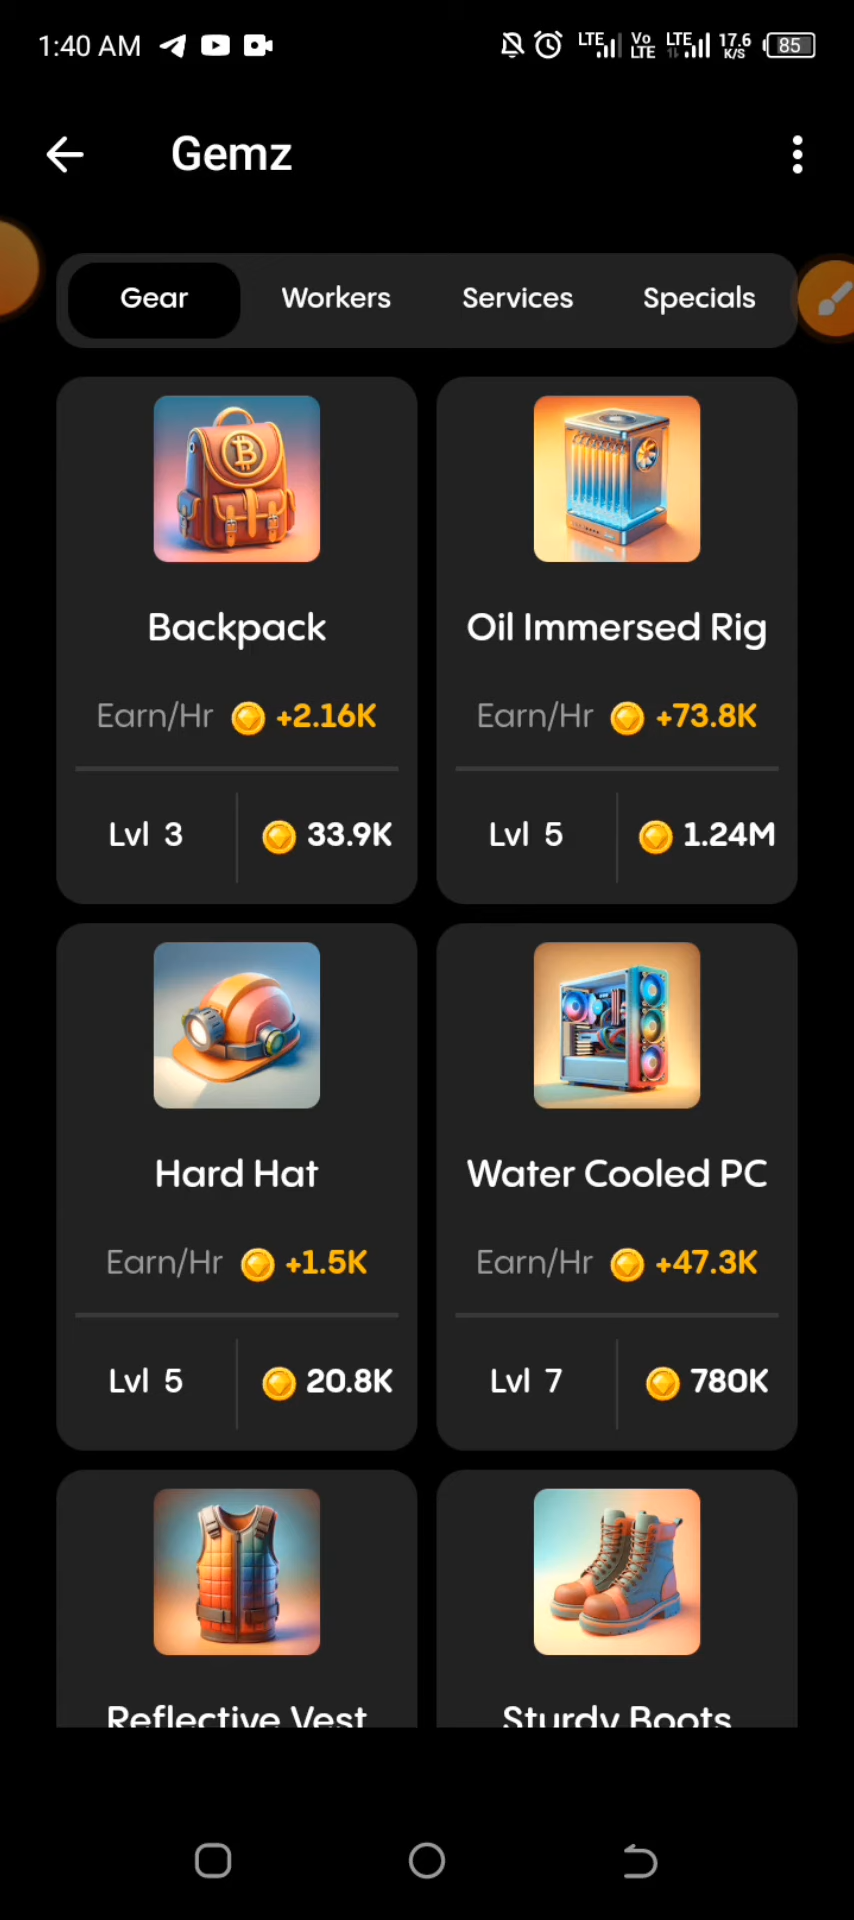 1:40 AM LTE Vo LTE LTE 17.6 K/S 85
Gemz
Gear Workers Services Specials
Backpack
Earn/Hr +2.16K
Lvl 3 33.9K
Oil Immersed Rig
Earn/Hr +73.8K
Lvl 5 1.24M
Hard Hat
Earn/Hr +1.5K
Lvl 5 20.8K
Water Cooled PC
Earn/Hr +47.3K
Lvl 7 780K
Reflective Vest
Sturdy Boots